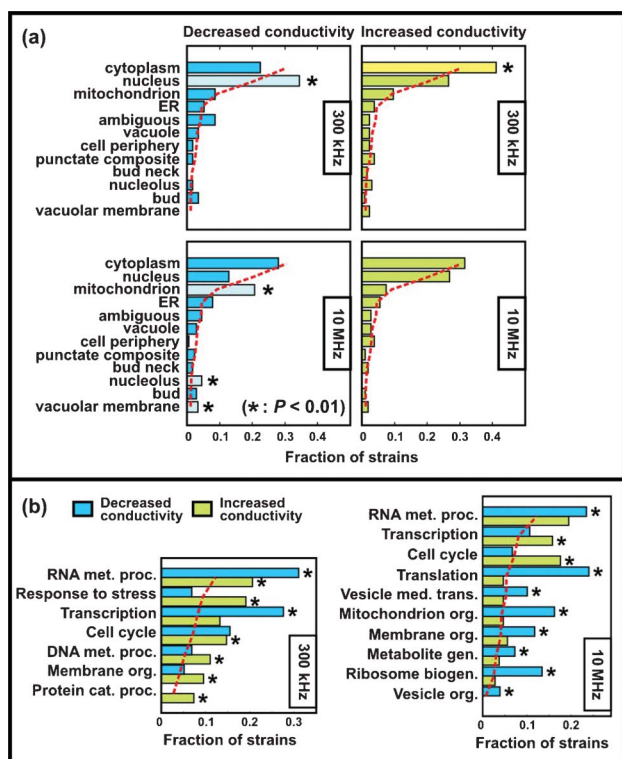 (a)
Decreased conductivity
Increased conductivity
cytoplasm
nucleus
mitochondrion
ER
ambiguous
vacuole
cell periphery
punctate composite
bud neck
nucleolus
bud
vacuolar membrane
*
300 kHz
*
300 kHz
cytoplasm
nucleus
mitochondrion
ER
ambiguous
vacuole
cell periphery
punctate composite
bud neck
nucleolus
bud
vacuolar membrane
*
*
*
(* : P < 0.01)
10 MHz
10 MHz
0 0.1 0.2 0.3 0.4
0 0.1 0.2 0.3 0.4
Fraction of strains
(b)
Decreased conductivity
Increased conductivity
RNA met. proc.
Response to stress
Transcription
Cell cycle
DNA met. proc.
Membrane org.
Protein cat. proc.
*
*
*
*
*
*
*
*
300 kHz
0 0.1 0.2 0.3
Fraction of strains
RNA met. proc.
Transcription
Cell cycle
Translation
Vesicle med. trans.
Mitochondrion org.
Membrane org.
Metabolite gen.
Ribosome biogen.
Vesicle org.
*
*
*
*
*
*
*
*
*
*
10 MHz
0 0.1 0.2
Fraction of strains